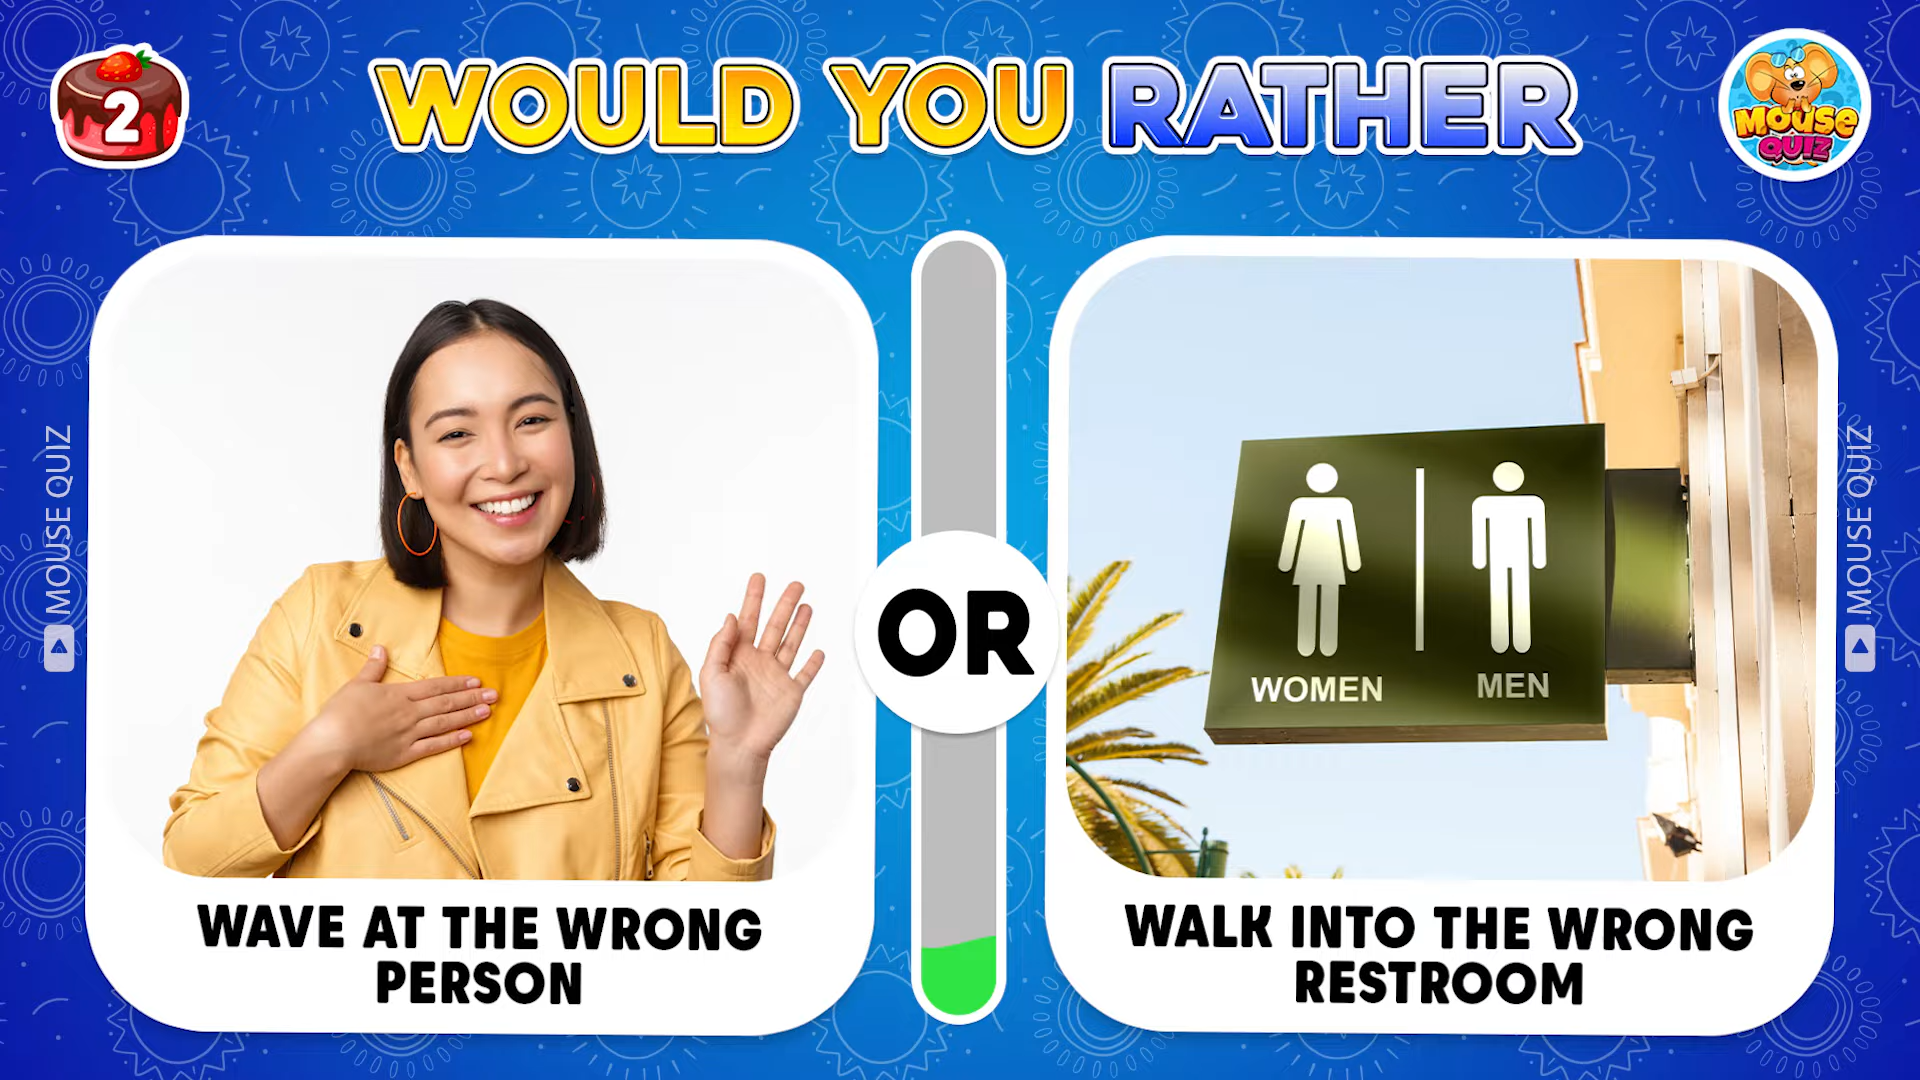 2
WOULD YOU RATHER
MOUSE
QUIZ
MOUSE QUIZ
WAVE AT THE WRONG
PERSON
OR
WOMEN
MEN
WALK INTO THE WRONG
RESTROOM
MOUSE QUIZ